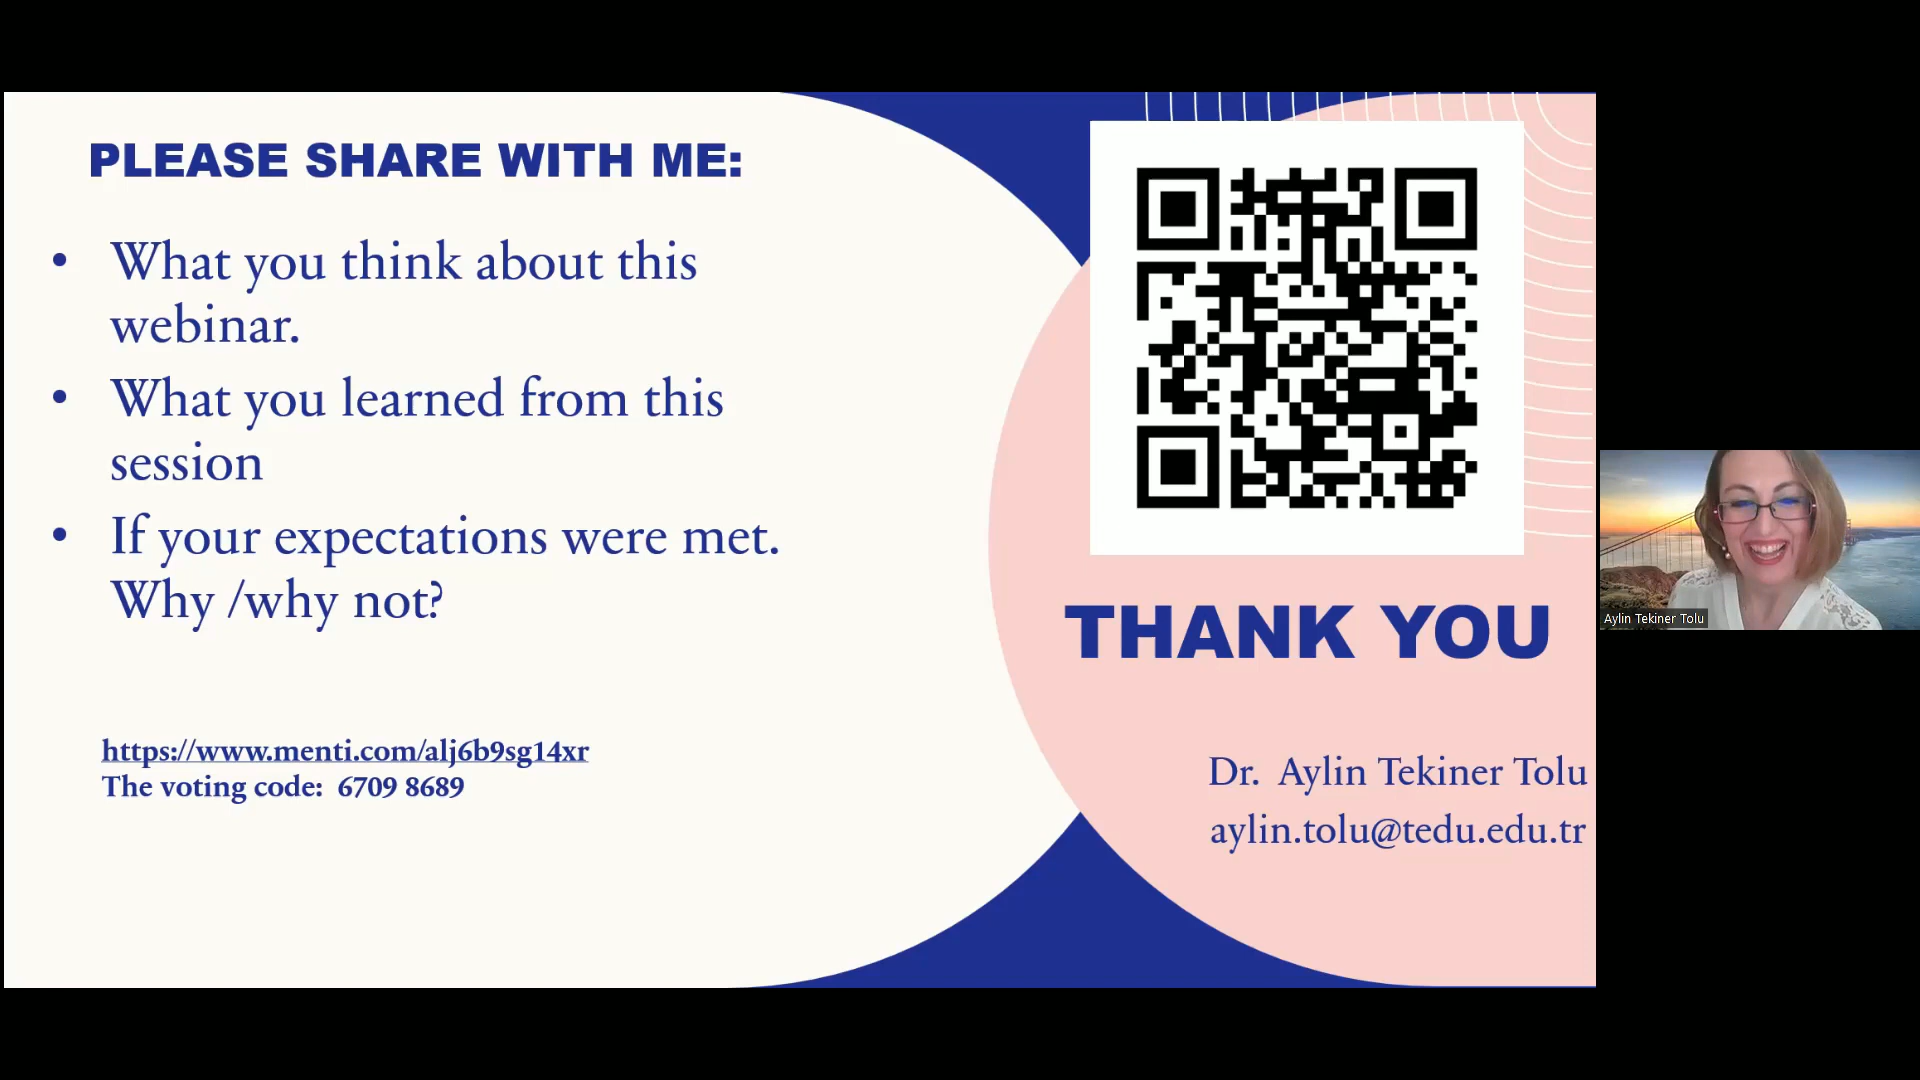 PLEASE SHARE WITH ME:
• What you think about this
webinar.
• What you learned from this
session
• If your expectations were met.
Why /why not?
https://www.menti.com/alj6b9sg14xr
The voting code: 6709 8689
THANK YOU
Dr. Aylin Tekiner Tolu
aylin.tolu@tedu.edu.tr
Aylin Tekiner Tolu